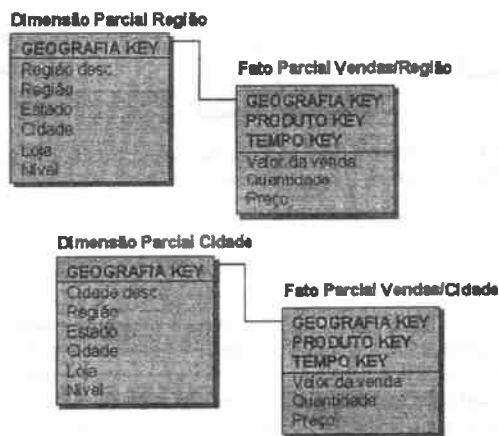 Dimensão Parcial Região
GEOGRAFIA KEY
Região desc
Região
Estado
Cidade
Loja
Nível
Fato Parcial Vendas/Região
GEOGRAFIA KEY
PRODUTO KEY
TEMPO KEY
Valor da venda
Quantidade
Preço
Dimensão Parcial Cidade
GEOGRAFIA KEY
Cidade desc
Região
Estado
Cidade
Loja
Nível
Fato Parcial Vendas/Cidade
GEOGRAFIA KEY
PRODUTO KEY
TEMPO KEY
Valor da venda
Quantidade
Preço